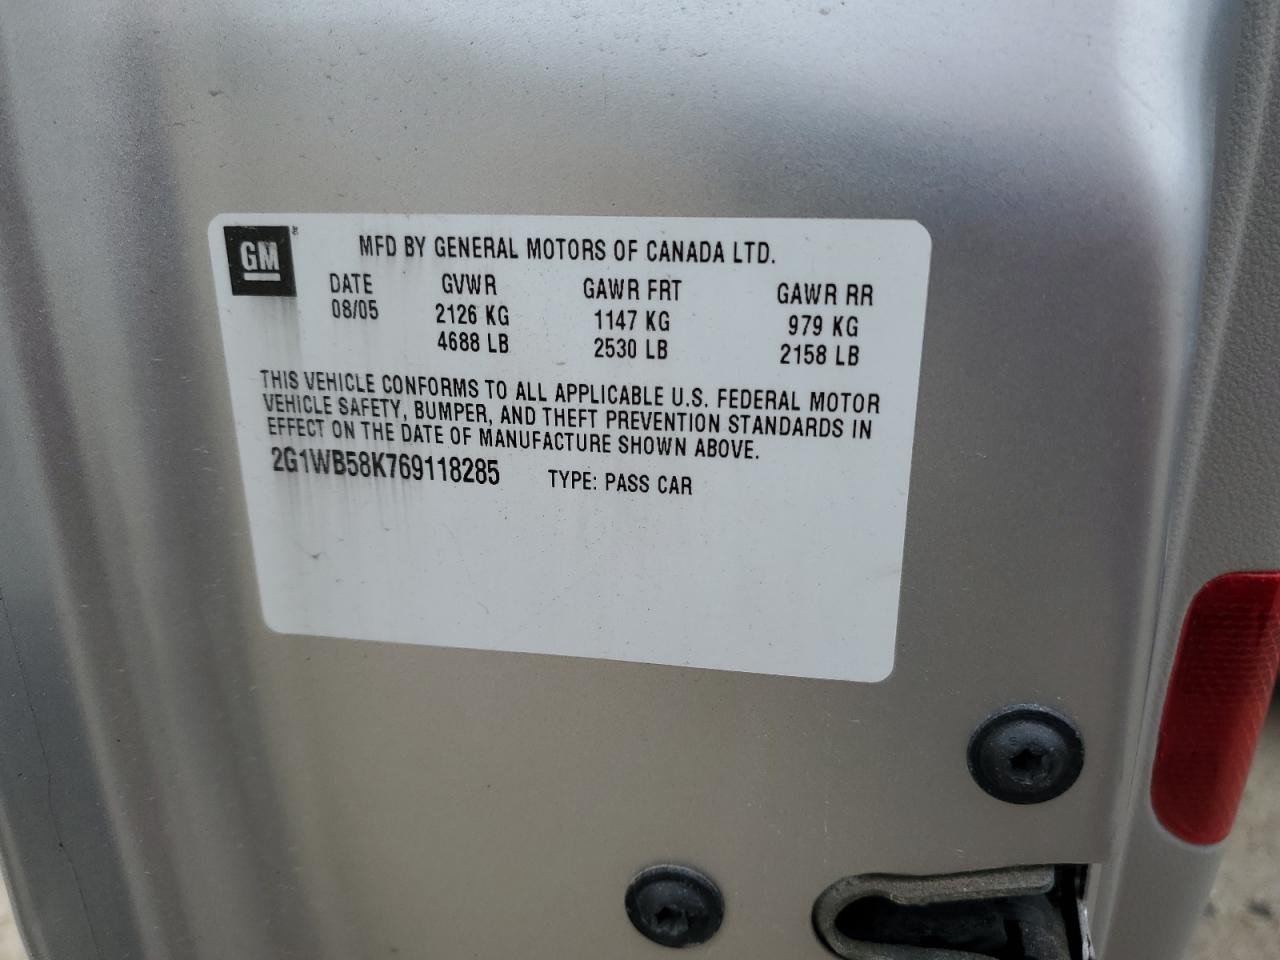 GM
MFD BY GENERAL MOTORS OF CANADA LTD.
DATE GVWR GAWR FRT GAWR RR
08/05 2126 KG 1147 KG 979 KG
4688 LB 2530 LB 2158 LB
THIS VEHICLE CONFORMS TO ALL APPLICABLE U.S. FEDERAL MOTOR
VEHICLE SAFETY, BUMPER, AND THEFT PREVENTION STANDARDS IN
EFFECT ON THE DATE OF MANUFACTURE SHOWN ABOVE.
2G1WB58K769118285 TYPE: PASS CAR